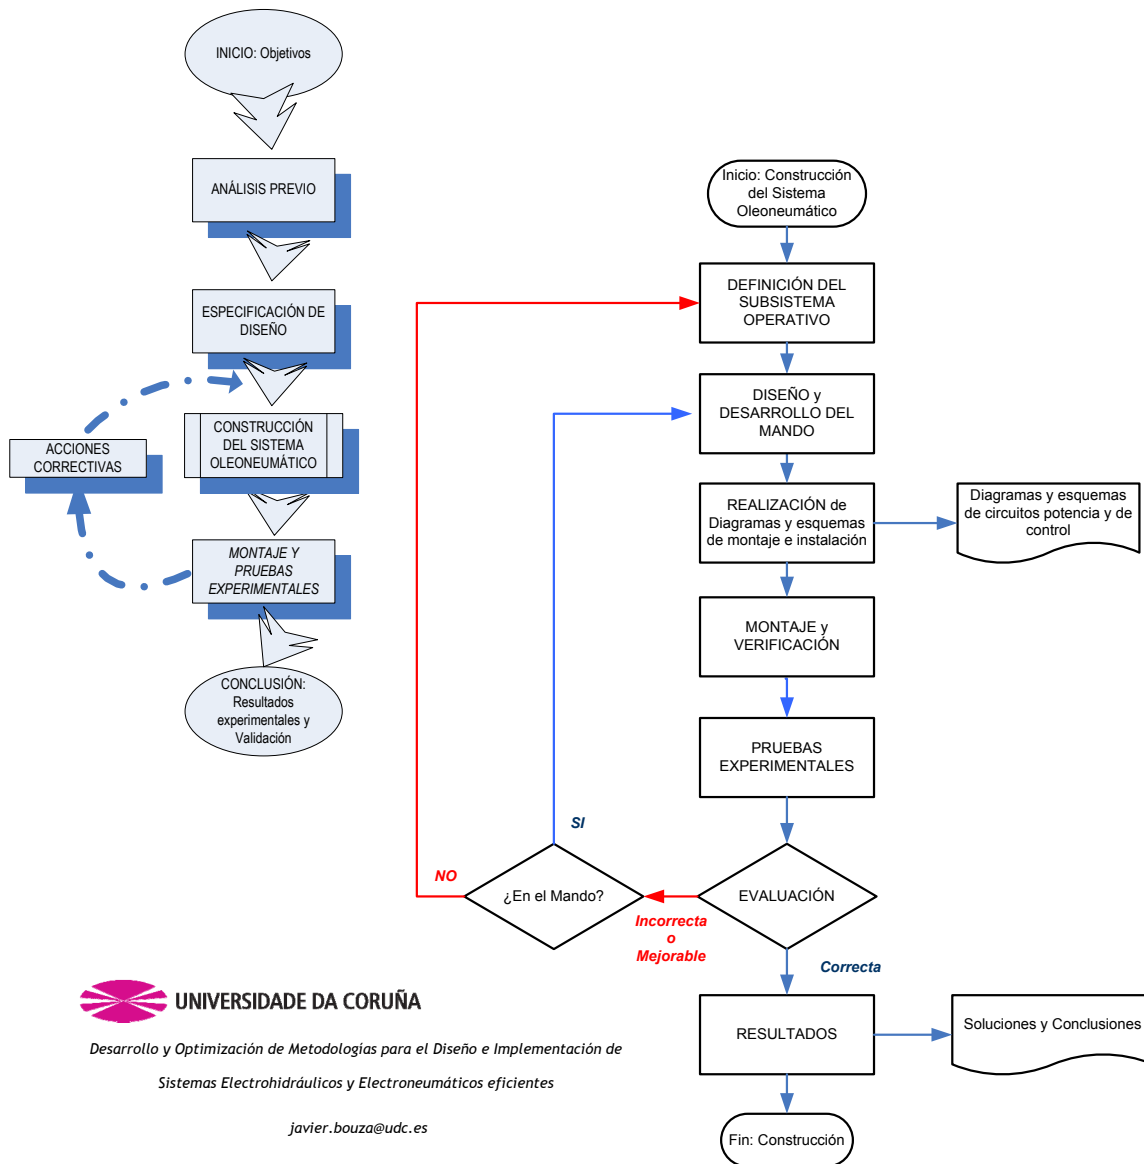 INICIO: Objetivos
ANÁLISIS PREVIO
ESPECIFICACIÓN DE
DISEÑO
CONSTRUCCIÓN
DEL SISTEMA
OLEONEUMÁTICO
ACCIONES
CORRECTIVAS
MONTAJE Y
PRUEBAS
EXPERIMENTALES
CONCLUSIÓN:
Resultados
experimentales y
Validación
Inicio: Construcción
del Sistema
Oleoneumático
DEFINICIÓN DEL
SUBSISTEMA
OPERATIVO
DISEÑO y
DESARROLLO DEL
MANDO
REALIZACIÓN de
Diagramas y esquemas
de montaje e instalación
Diagramas y esquemas
de circuitos potencia y de
control
MONTAJE y
VERIFICACIÓN
PRUEBAS
EXPERIMENTALES
SI
NO
¿En el Mando?
EVALUACIÓN
Incorrecta
o
Mejorable
Correcta
RESULTADOS
Soluciones y Conclusiones
Fin: Construcción
UNIVERSIDADE DA CORUÑA
Desarrollo y Optimización de Metodologías para el Diseño e Implementación de
Sistemas Electrohidráulicos y Electroneumáticos eficientes
javier.bouza@udc.es